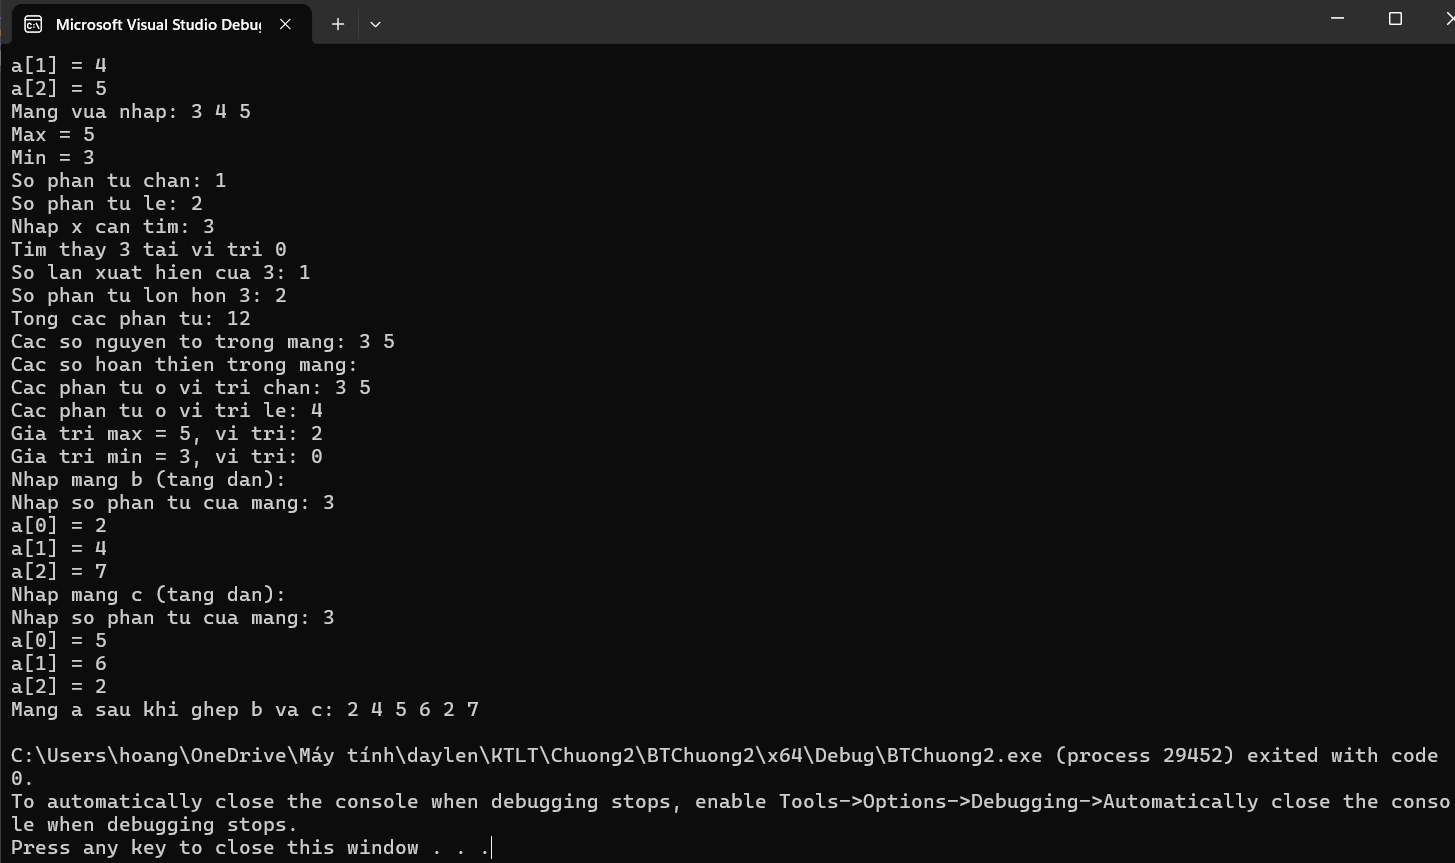 Microsoft Visual Studio Debug
a[1] = 4
a[2] = 5
Mang vua nhap: 3 4 5
Max = 5
Min = 3
So phan tu chan: 1
So phan tu le: 2
Nhap x can tim: 3
Tim thay 3 tai vi tri 0
So lan xuat hien cua 3: 1
So phan tu lon hon 3: 2
Tong cac phan tu: 12
Cac so nguyen to trong mang: 3 5
Cac so hoan thien trong mang:
Cac phan tu o vi tri chan: 3 5
Cac phan tu o vi tri le: 4
Gia tri max = 5, vi tri: 2
Gia tri min = 3, vi tri: 0
Nhap mang b (tang dan):
Nhap so phan tu cua mang: 3
a[0] = 2
a[1] = 4
a[2] = 7
Nhap mang c (tang dan):
Nhap so phan tu cua mang: 3
a[0] = 5
a[1] = 6
a[2] = 2
Mang a sau khi ghep b va c: 2 4 5 6 2 7
C:\Users\hoang\OneDrive\Máy tính\daylen\KTLT\Chuong2\BTChuong2\x64\Debug\BTChuong2.exe (process 29452) exited with code
0.
To automatically close the console when debugging stops, enable Tools->Options->Debugging->Automatically close the conso
le when debugging stops.
Press any key to close this window . . .